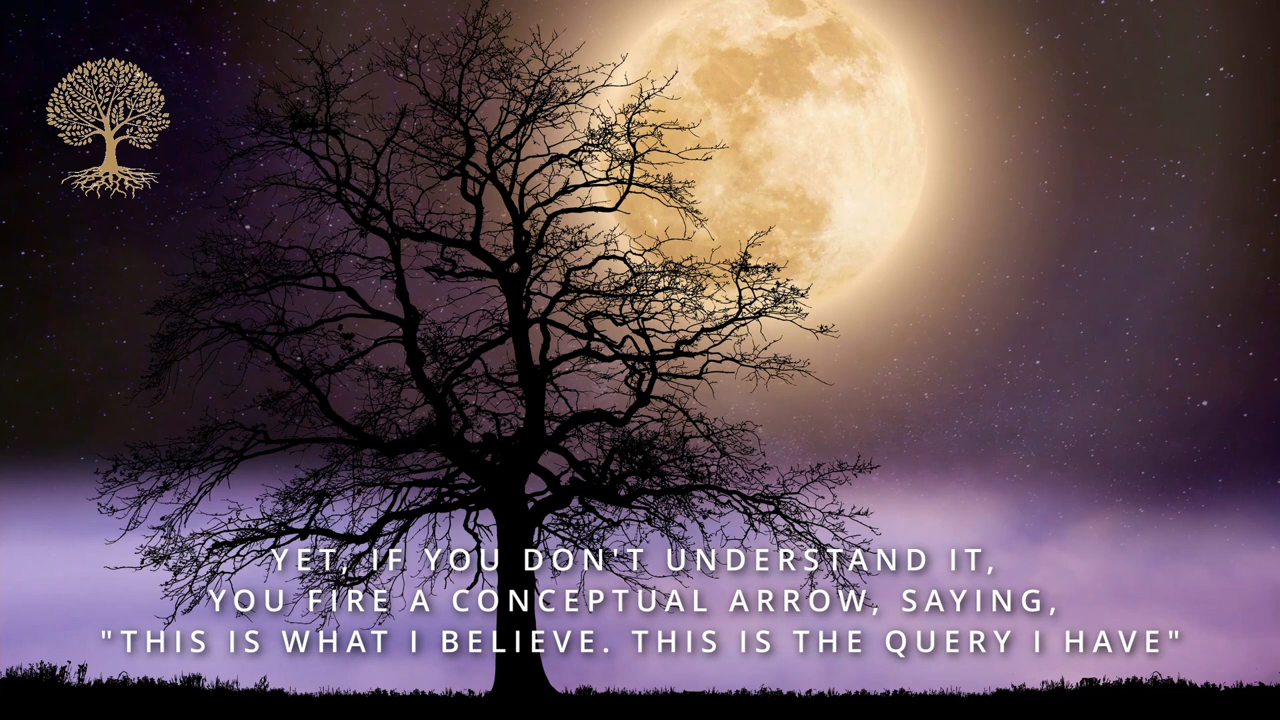 YET, IF YOU DON'T UNDERSTAND IT,
YOU FIRE A CONCEPTUAL ARROW, SAYING,
"THIS IS WHAT I BELIEVE. THIS IS THE QUERY I HAVE"